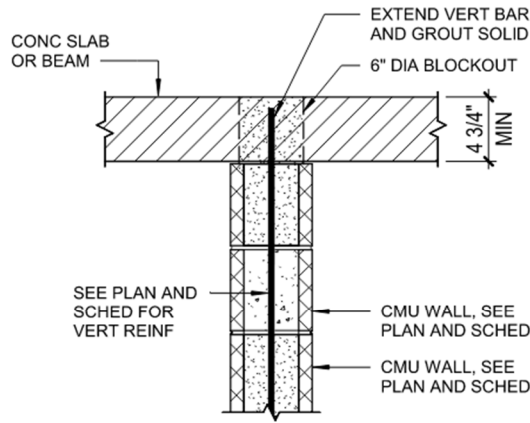 EXTEND VERT BAR
AND GROUT SOLID
CONC SLAB
OR BEAM
6" DIA BLOCKOUT
4 3/4"
MIN
SEE PLAN AND
SCHED FOR
VERT REINF
CMU WALL, SEE
PLAN AND SCHED
CMU WALL, SEE
PLAN AND SCHED